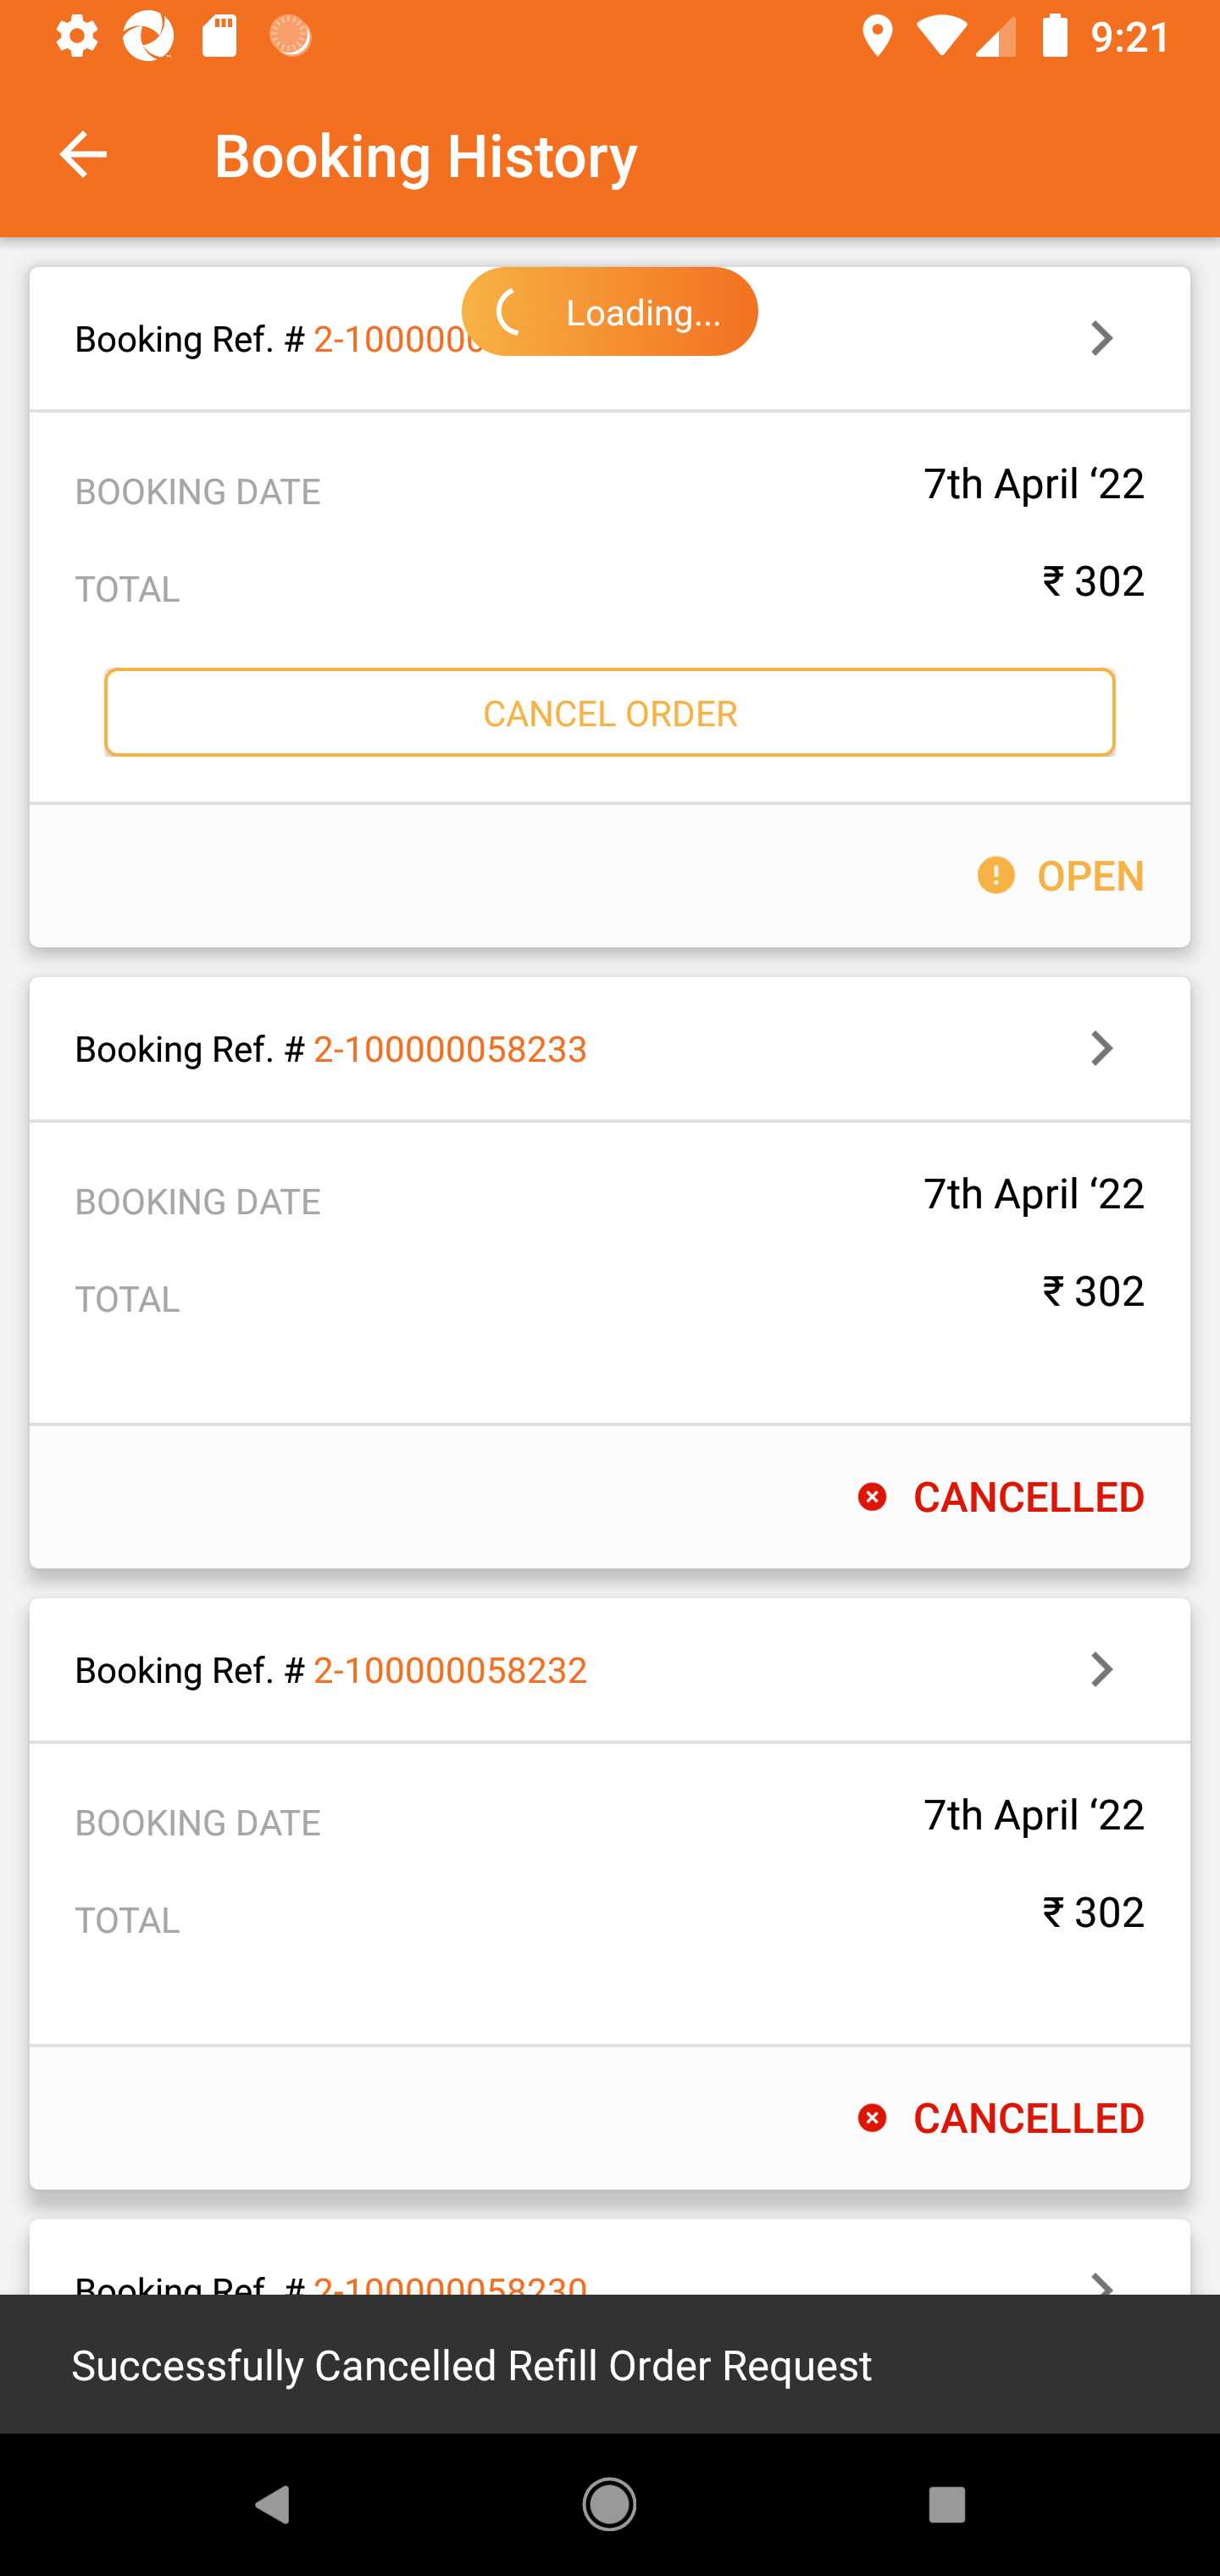 9:21
Booking History
Loading...
Booking Ref. # 2-100000
BOOKING DATE 7th April ‘22
TOTAL ₹ 302
CANCEL ORDER
OPEN
Booking Ref. # 2-100000058233
BOOKING DATE 7th April ‘22
TOTAL ₹ 302
CANCELLED
Booking Ref. # 2-100000058232
BOOKING DATE 7th April ‘22
TOTAL ₹ 302
CANCELLED
Booking Ref. # 2-100000058230
Successfully Cancelled Refill Order Request